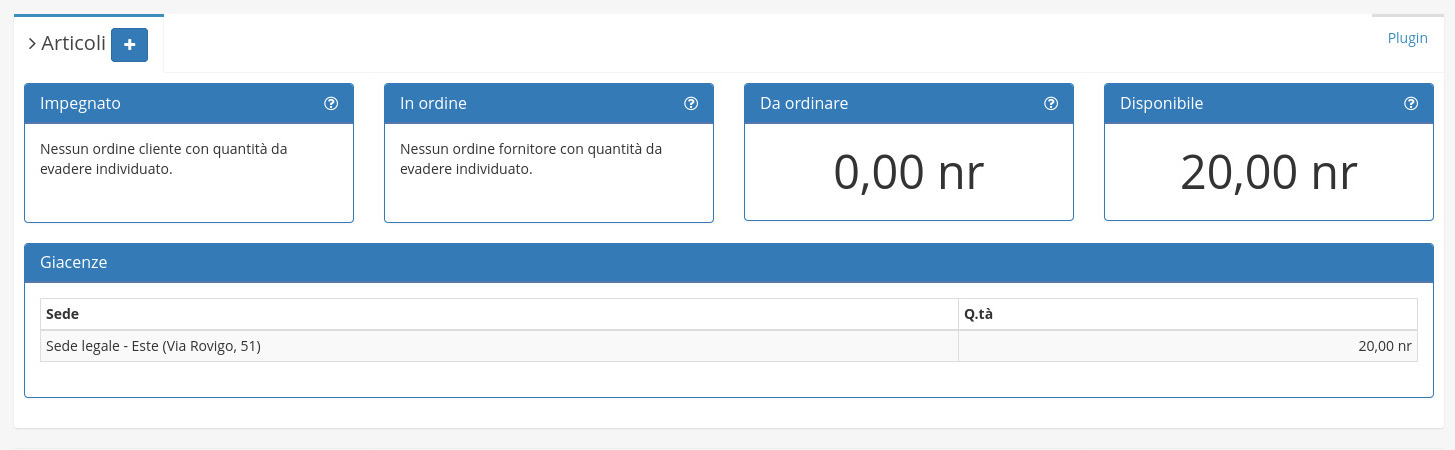 Articoli
Plugin
Impegnato
Nessun ordine cliente con quantità da
evadere individuato.
In ordine
Nessun ordine fornitore con quantità da
evadere individuato.
Da ordinare
0,00 nr
Disponibile
20,00 nr
Giacenze
Sede Q.tà
Sede legale - Este (Via Rovigo, 51) 20,00 nr